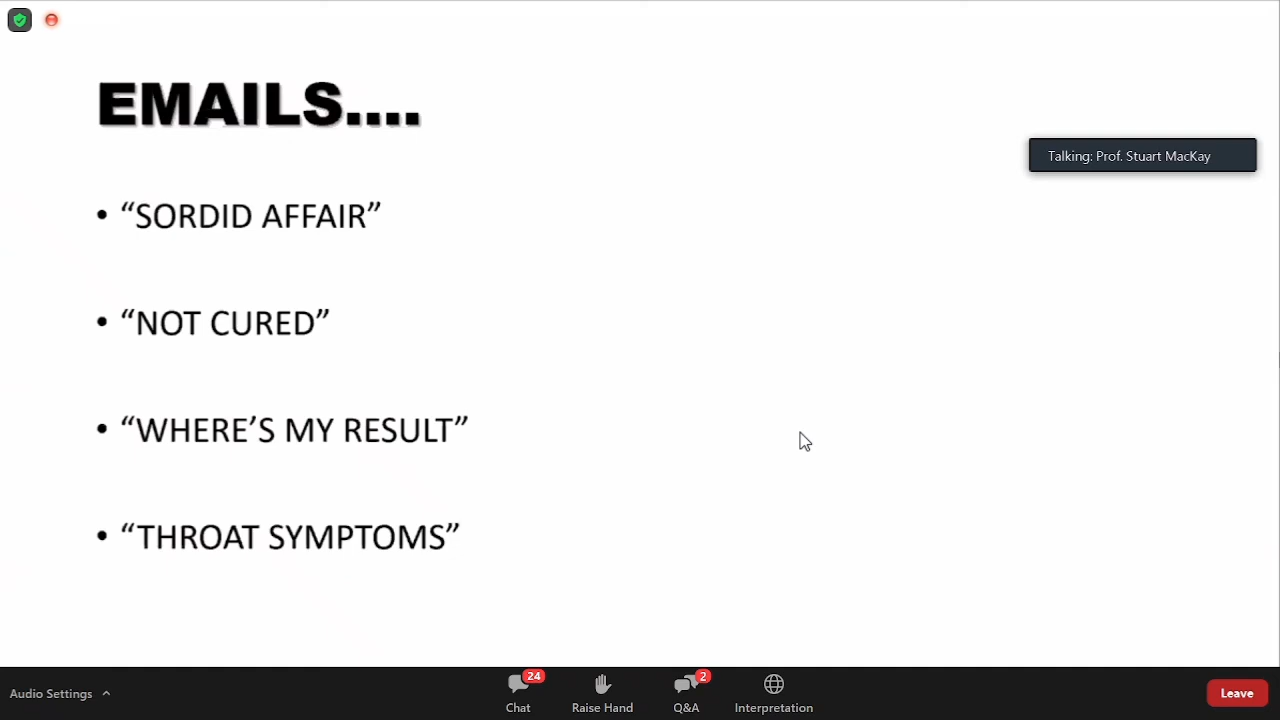 EMAILS....
Talking: Prof. Stuart MacKay
• “SORDID AFFAIR”
• “NOT CURED”
• “WHERE’S MY RESULT”
• “THROAT SYMPTOMS”
Audio Settings
24
Chat
Raise Hand
2
Q&A
Interpretation
Leave